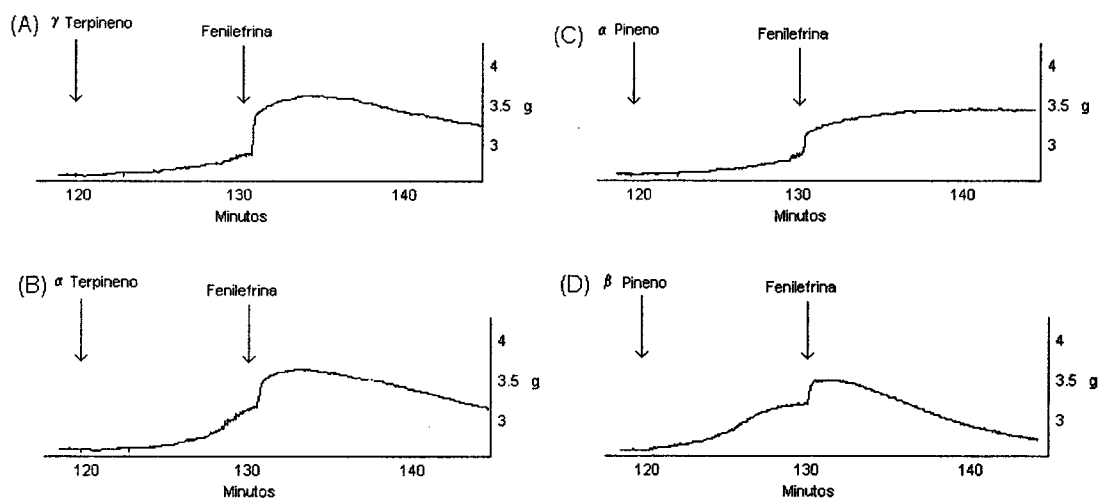 (A) γ Terpineno
Fenilefrina
4
3.5 g
3
120 130 140
Minutos
(C) α Pineno
Fenilefrina
4
3.5 g
3
120 130 140
Minutos
(B) α Terpineno
Fenilefrina
4
3.5 g
3
120 130 140
Minutos
(D) β Pineno
Fenilefrina
4
3.5 g
3
120 130 140
Minutos